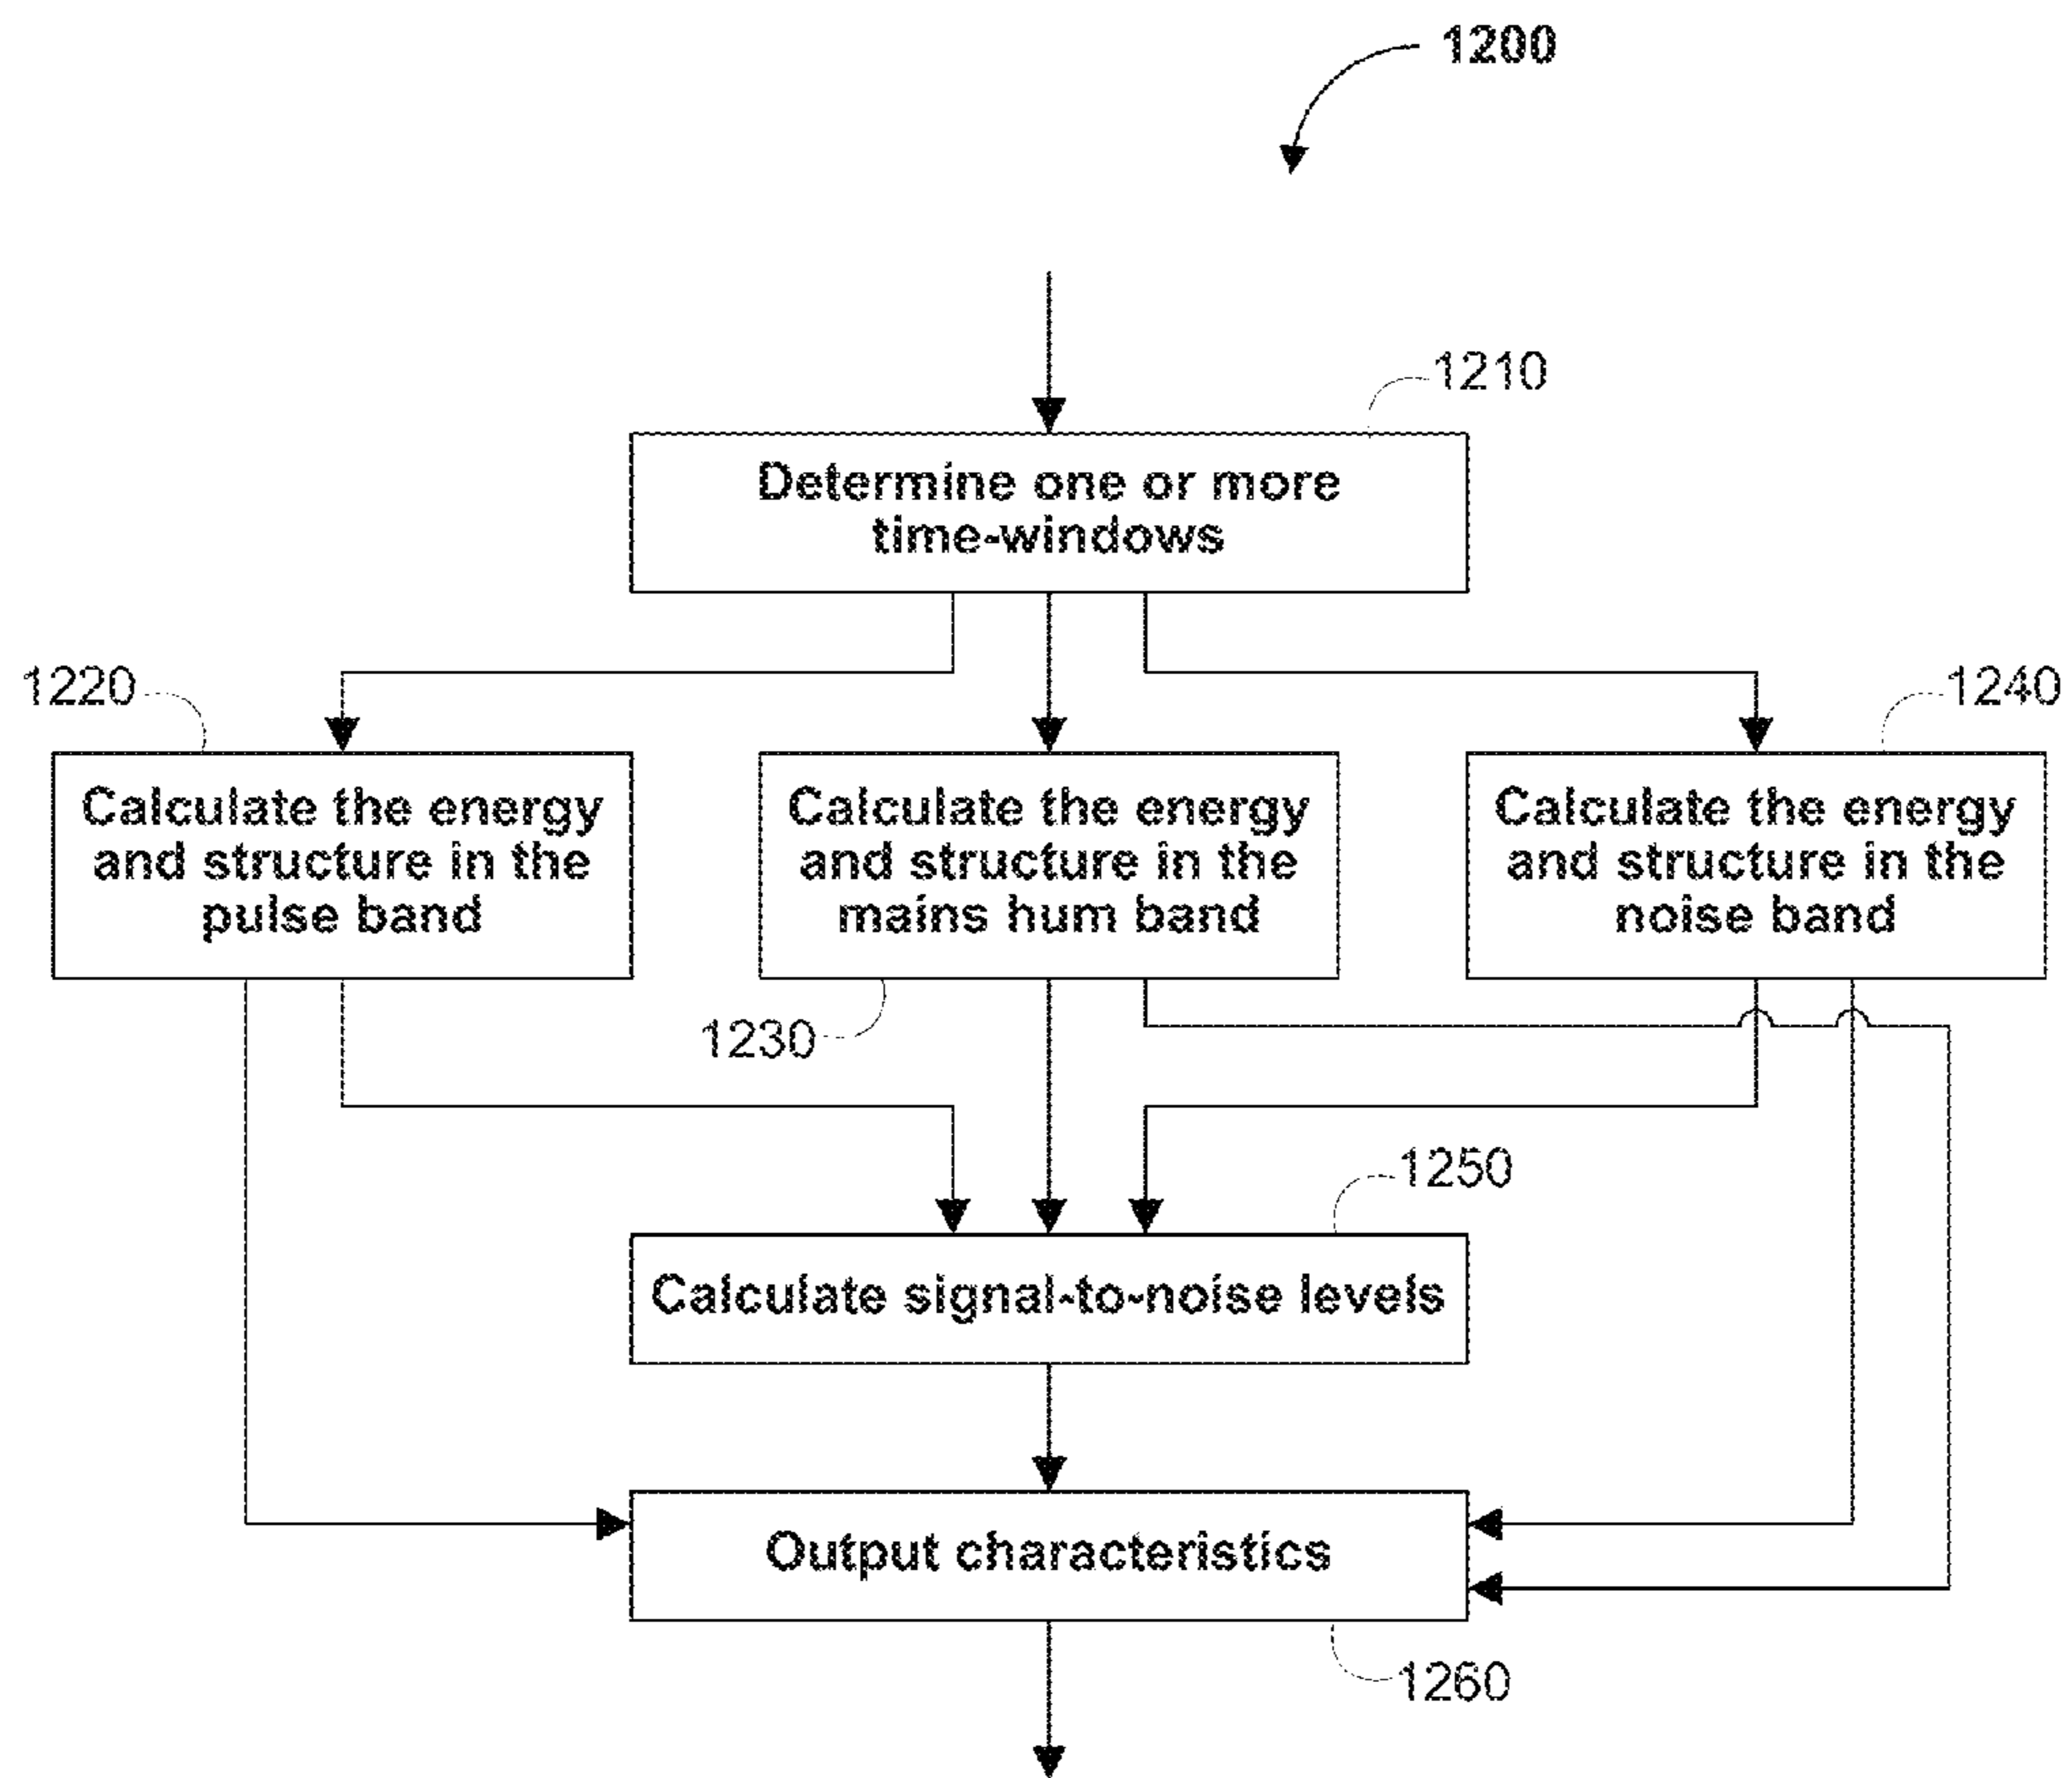 1200
1210
Determine one or more
time-windows
1220
1240
Calculate the energy
and structure in the
pulse band
Calculate the energy
and structure in the
mains hum band
Calculate the energy
and structure in the
noise band
1230
1250
Calculate signal-to-noise levels
Output characteristics
1260